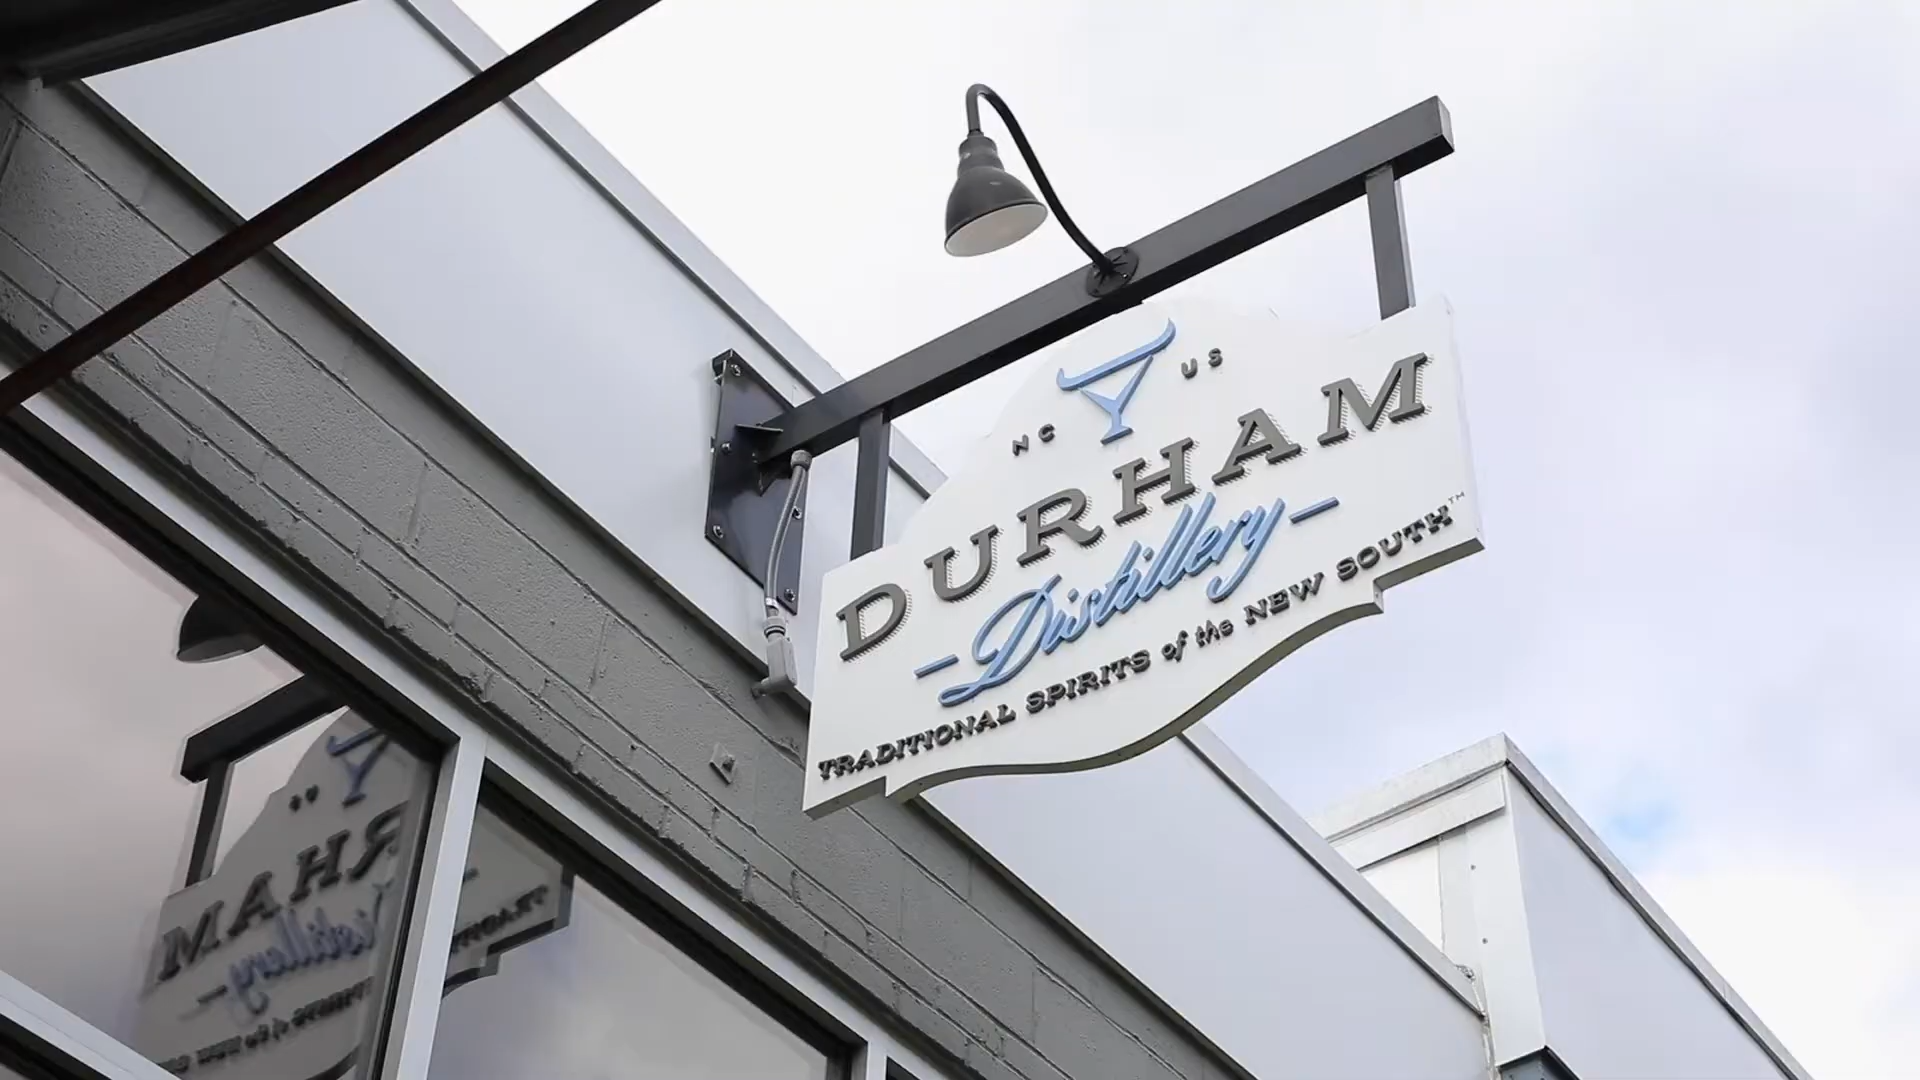 NC US
DURHAM
Distillery
TRADITIONAL SPIRITS of the NEW SOUTH™